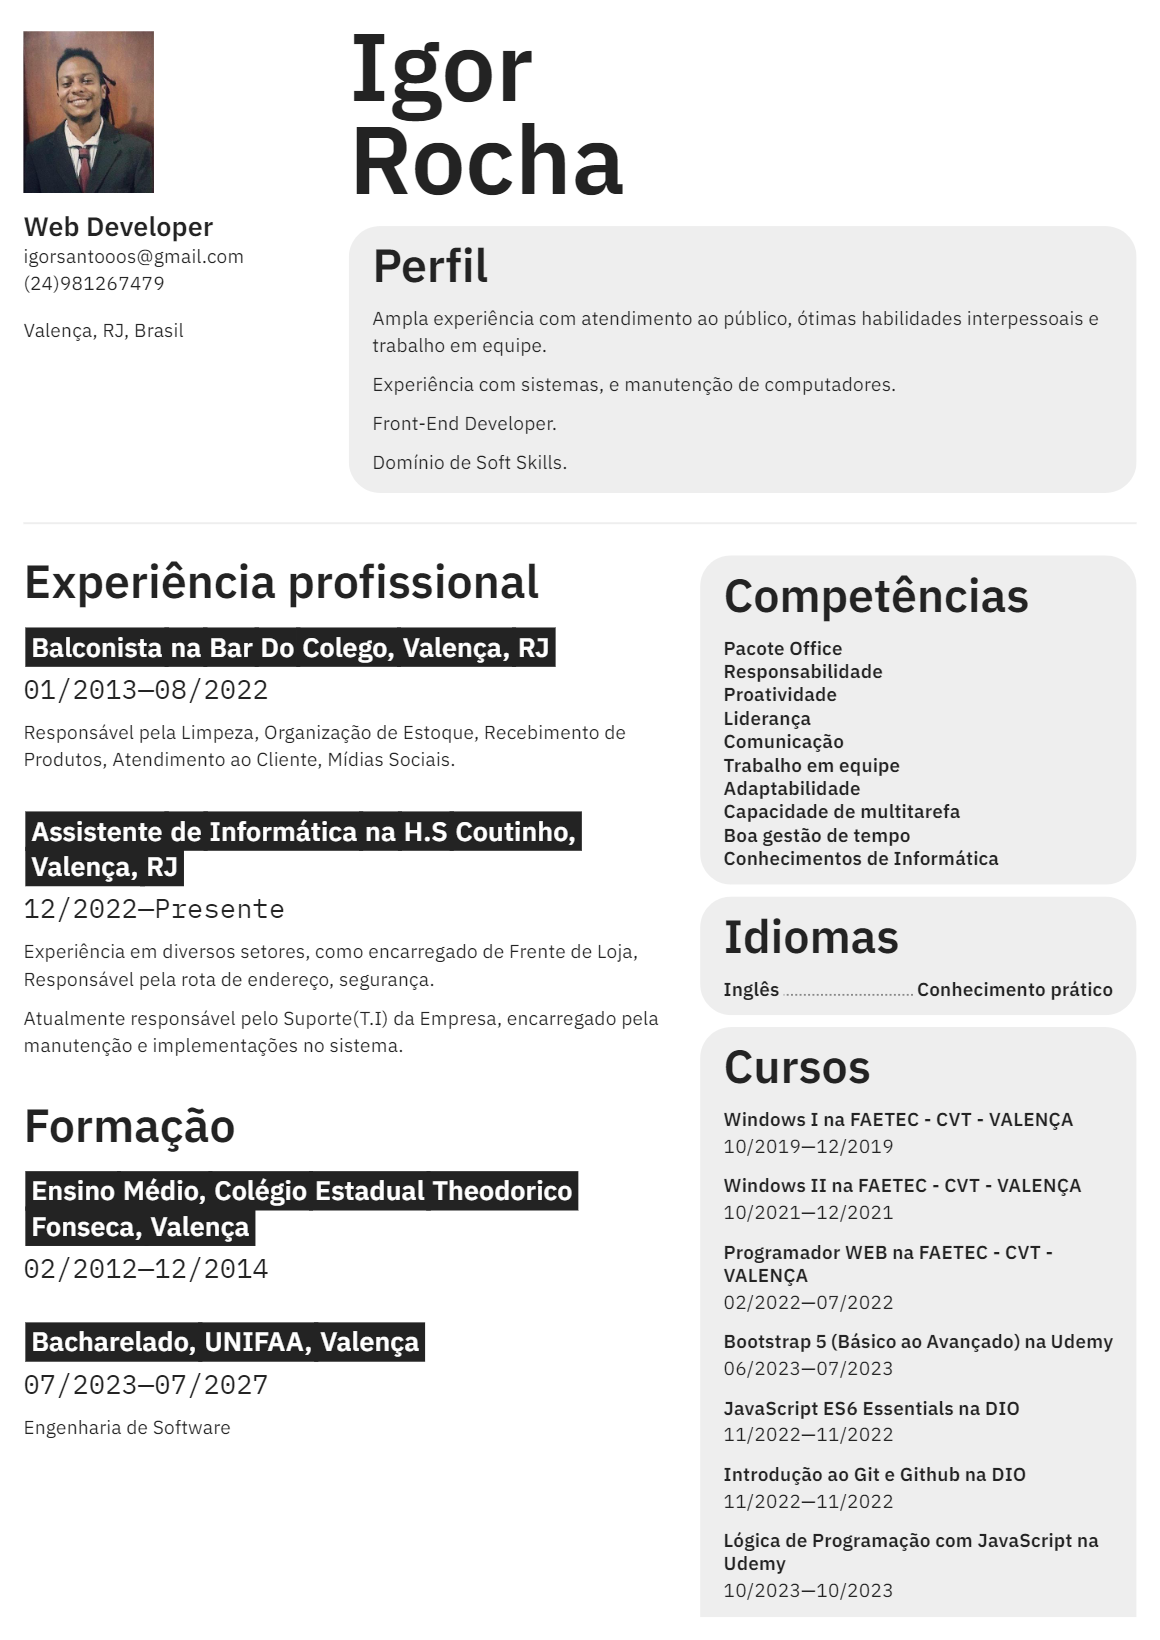 Igor
Rocha
Web Developer
igorsantooos@gmail.com
(24)981267479
Valença, RJ, Brasil
Perfil
Ampla experiência com atendimento ao público, ótimas habilidades interpessoais e
trabalho em equipe.
Experiência com sistemas, e manutenção de computadores.
Front-End Developer.
Domínio de Soft Skills.
Experiência profissional
Balconista na Bar Do Colego, Valença, RJ
01/2013—08/2022
Responsável pela Limpeza, Organização de Estoque, Recebimento de
Produtos, Atendimento ao Cliente, Mídias Sociais.
Assistente de Informática na H.S Coutinho,
Valença, RJ
12/2022—Presente
Experiência em diversos setores, como encarregado de Frente de Loja,
Responsável pela rota de endereço, segurança.
Atualmente responsável pelo Suporte(T.I) da Empresa, encarregado pela
manutenção e implementações no sistema.
Formação
Ensino Médio, Colégio Estadual Theodorico
Fonseca, Valença
02/2012—12/2014
Bacharelado, UNIFAA, Valença
07/2023—07/2027
Engenharia de Software
Competências
Pacote Office
Responsabilidade
Proatividade
Liderança
Comunicação
Trabalho em equipe
Adaptabilidade
Capacidade de multitarefa
Boa gestão de tempo
Conhecimentos de Informática
Idiomas
Inglês Conhecimento prático
Cursos
Windows I na FAETEC - CVT - VALENÇA
10/2019—12/2019
Windows II na FAETEC - CVT - VALENÇA
10/2021—12/2021
Programador WEB na FAETEC - CVT -
VALENÇA
02/2022—07/2022
Bootstrap 5 (Básico ao Avançado) na Udemy
06/2023—07/2023
JavaScript ES6 Essentials na DIO
11/2022—11/2022
Introdução ao Git e Github na DIO
11/2022—11/2022
Lógica de Programação com JavaScript na
Udemy
10/2023—10/2023